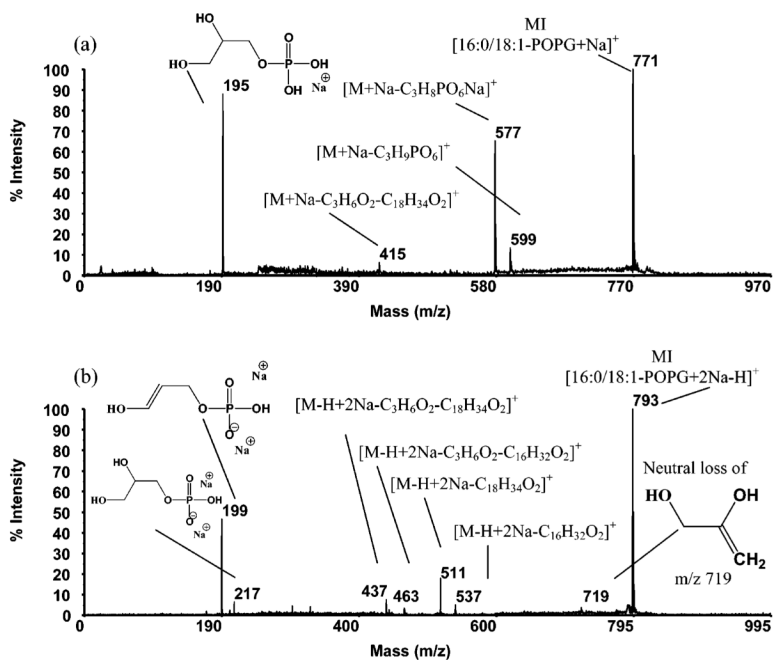 (a)
HO
HO
HO
O
O
P
OH
OH
Na⊕
MI
[16:0/18:1-POPG+Na]⁺
771
195
[M+Na-C₃H₈PO₆Na]⁺
577
[M+Na-C₃H₉PO₆]⁺
[M+Na-C₃H₆O₂-C₁₈H₃₄O₂]⁺
415
599
% Intensity
100
90
80
70
60
50
40
30
20
10
0
0 190 390 580 770 970
Mass (m/z)
(b)
HO
O
O
P
OH
O⊖
Na⊕
Na⊕
HO
HO
OH
O
O
P
OH
O⊖
Na⊕
Na⊕
MI
[16:0/18:1-POPG+2Na-H]⁺
793
[M-H+2Na-C₃H₆O₂-C₁₈H₃₄O₂]⁺
[M-H+2Na-C₃H₆O₂-C₁₆H₃₂O₂]⁺
[M-H+2Na-C₁₈H₃₄O₂]⁺
[M-H+2Na-C₁₆H₃₂O₂]⁺
Neutral loss of
HO
OH
CH₂
m/z 719
199
217
437
463
511
537
719
% Intensity
100
90
80
70
60
50
40
30
20
10
0
0 190 400 600 795 995
Mass (m/z)